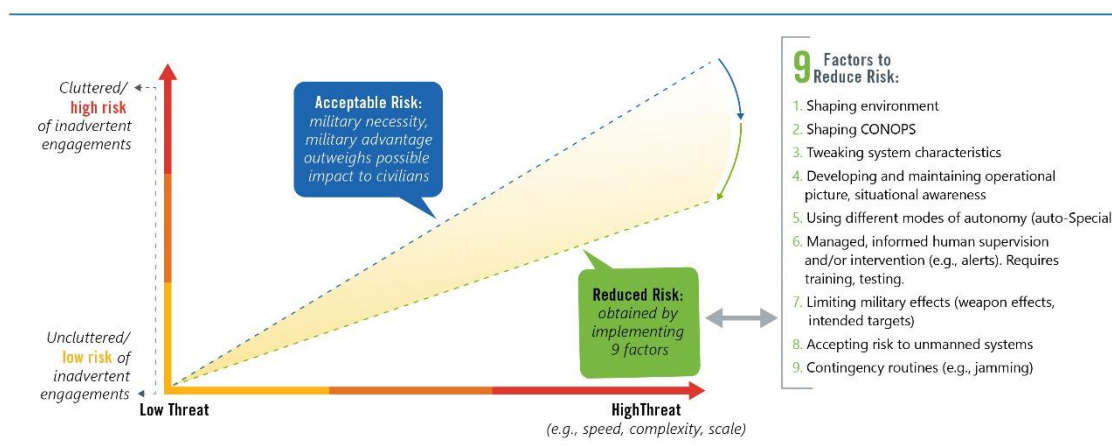 Cluttered/
high risk
of inadvertent
engagements
Acceptable Risk:
military necessity,
military advantage
outweighs possible
impact to civilians
Uncluttered/
low risk of
inadvertent
engagements
Reduced Risk:
obtained by
implementing
9 factors
Low Threat
HighThreat
(e.g., speed, complexity, scale)
9 Factors to
Reduce Risk:
1. Shaping environment
2. Shaping CONOPS
3. Tweaking system characteristics
4. Developing and maintaining operational
picture, situational awareness
5. Using different modes of autonomy (auto-Special
6. Managed, informed human supervision
and/or intervention (e.g., alerts). Requires
training, testing.
7. Limiting military effects (weapon effects,
intended targets)
8. Accepting risk to unmanned systems
9. Contingency routines (e.g., jamming)